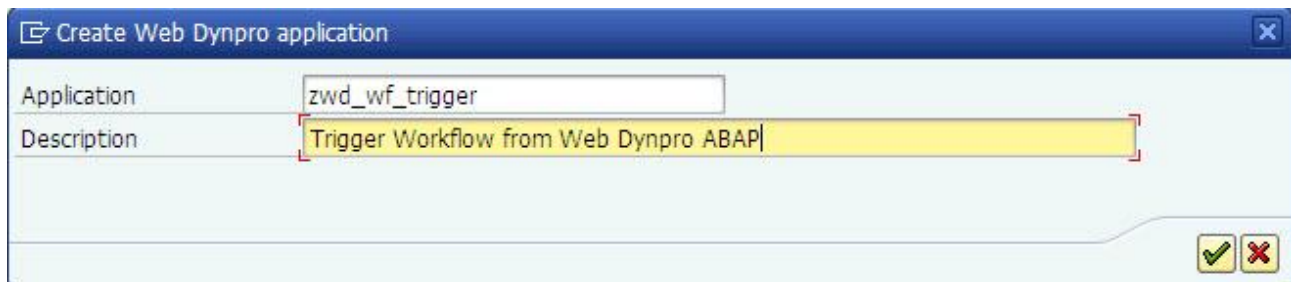 Create Web Dynpro application
Application zwd_wf_trigger
Description Trigger Workflow from Web Dynpro ABAP